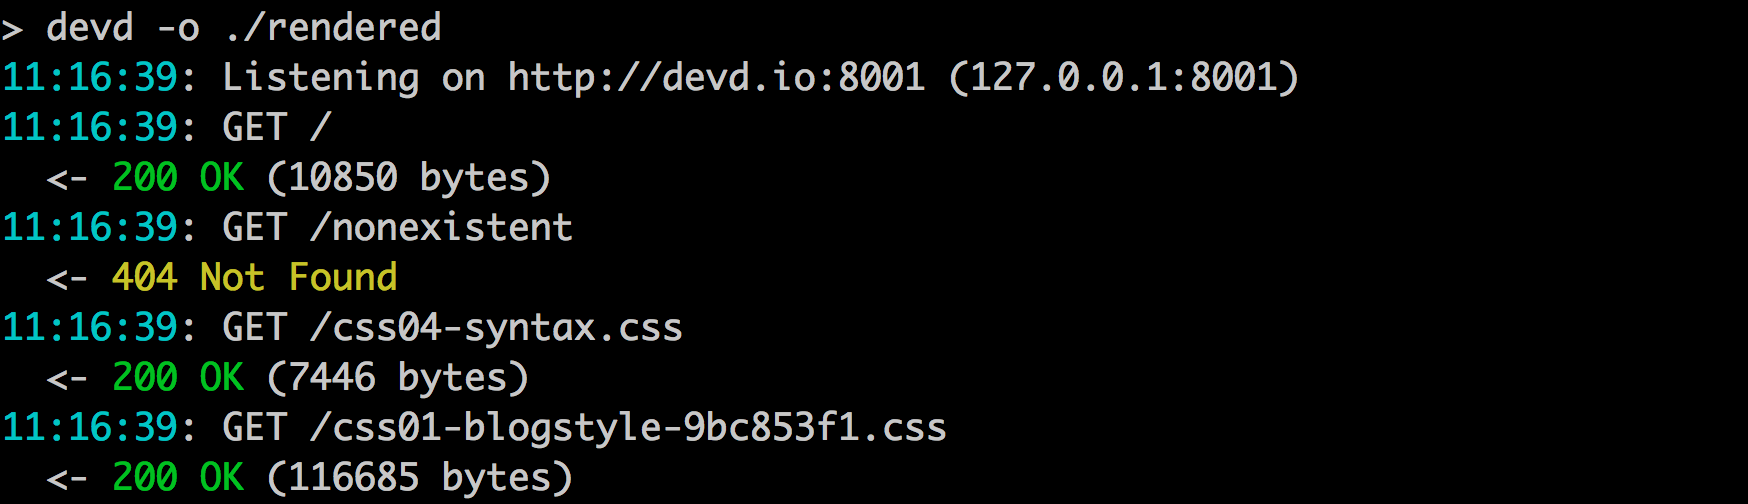 > devd -o ./rendered
11:16:39: Listening on http://devd.io:8001 (127.0.0.1:8001)
11:16:39: GET /
  <- 200 OK (10850 bytes)
11:16:39: GET /nonexistent
  <- 404 Not Found
11:16:39: GET /css04-syntax.css
  <- 200 OK (7446 bytes)
11:16:39: GET /css01-blogstyle-9bc853f1.css
  <- 200 OK (116685 bytes)